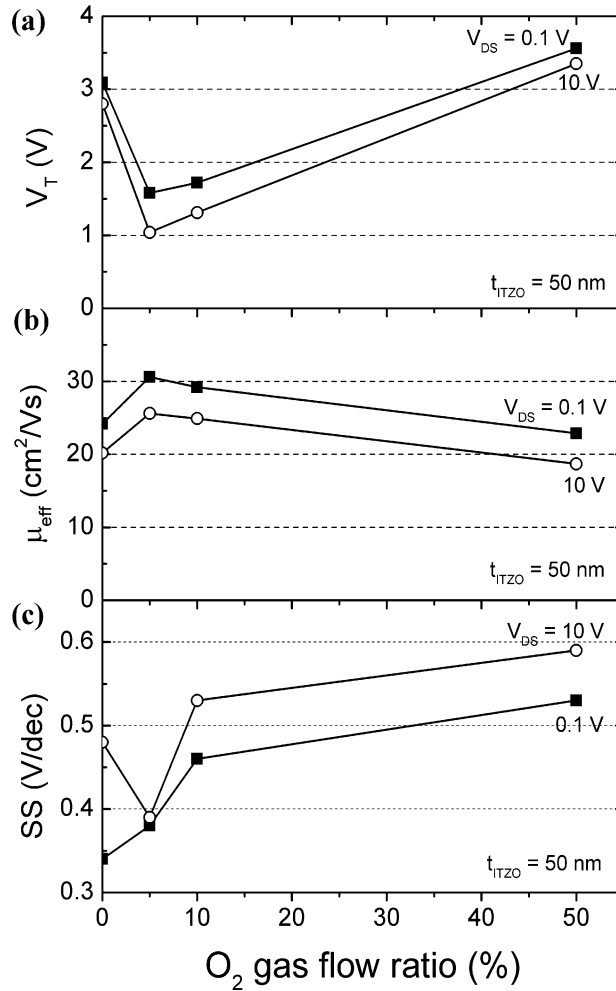 (a)
4
3
2
1
0
V_T (V)
V_DS = 0.1 V
10 V
t_ITZO = 50 nm
(b)
30
20
10
0
μ_eff (cm²/Vs)
V_DS = 0.1 V
10 V
t_ITZO = 50 nm
(c)
0.6
0.5
0.4
0.3
SS (V/dec)
V_DS = 10 V
0.1 V
t_ITZO = 50 nm
0 10 20 30 40 50
O₂ gas flow ratio (%)